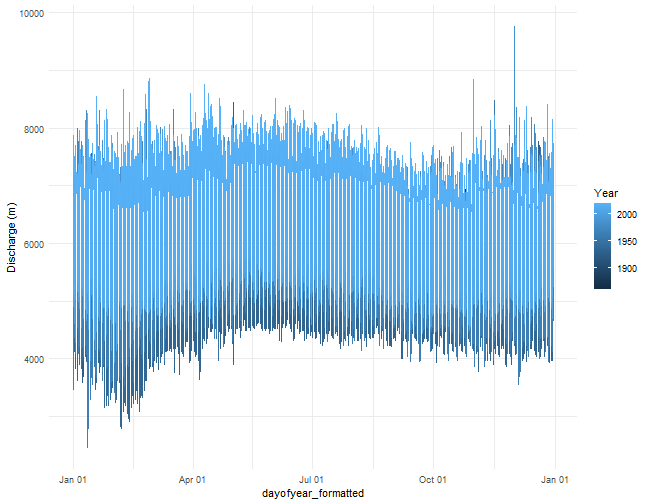 10000
8000
6000
4000
Discharge (m)
Jan 01
Apr 01
Jul 01
Oct 01
Jan 01
dayofyear_formatted
Year
2000
1950
1900